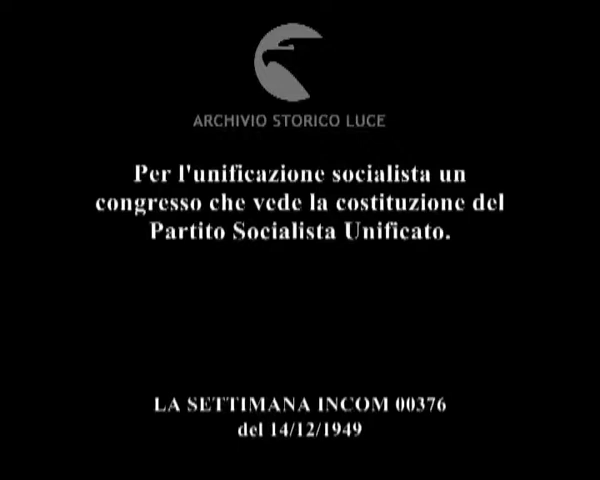 ARCHIVIO STORICO LUCE
Per l'unificazione socialista un
congresso che vede la costituzione del
Partito Socialista Unificato.
LA SETTIMANA INCOM 00376
del 14/12/1949